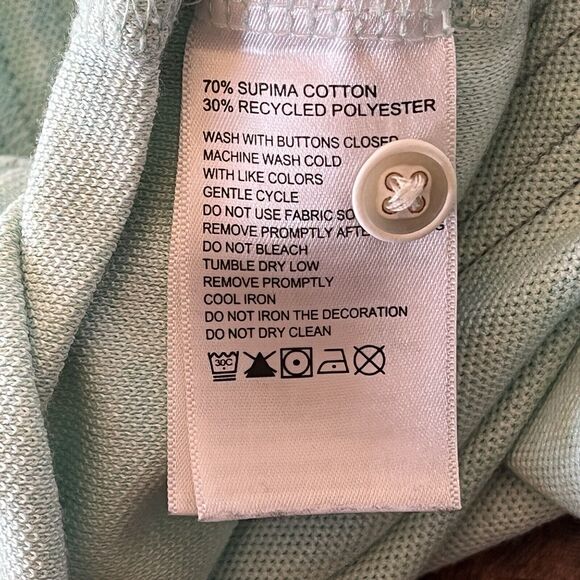 70% SUPIMA COTTON
30% RECYCLED POLYESTER
WASH WITH BUTTONS CLOSED
MACHINE WASH COLD
WITH LIKE COLORS
GENTLE CYCLE
DO NOT USE FABRIC
REMOVE PROMPTLY
DO NOT BLEACH
TUMBLE DRY LOW
REMOVE PROMPTLY
COOL IRON
DO NOT IRON THE DECORATION
DO NOT DRY CLEAN
30C